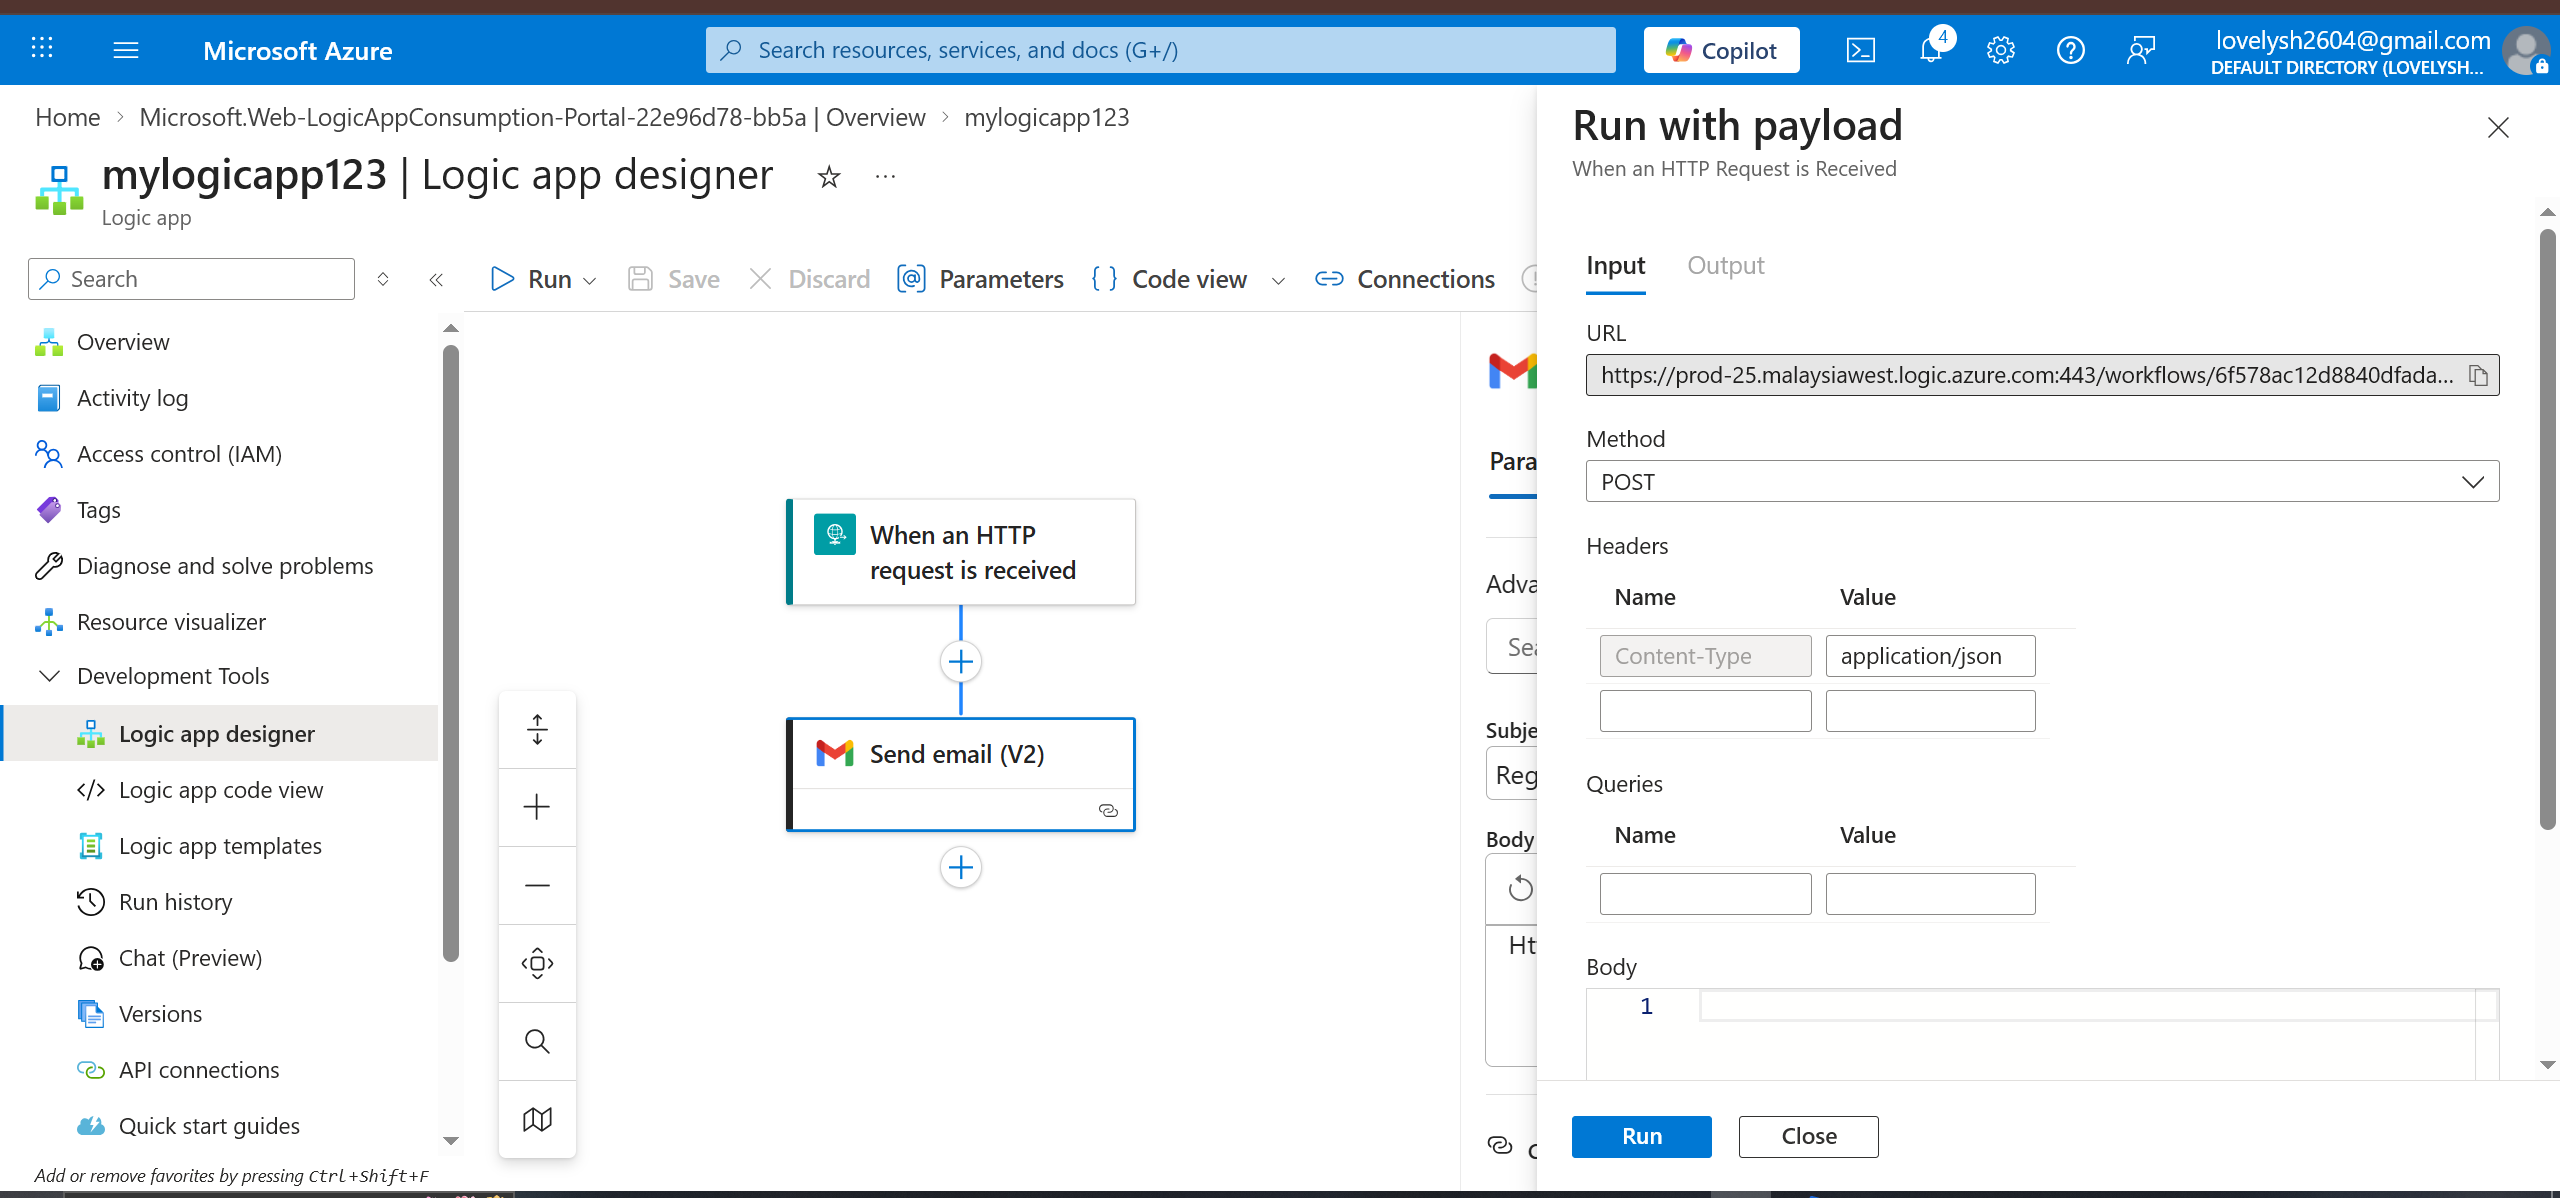 Microsoft Azure
Search resources, services, and docs (G+/)
Copilot
4
lovelysh2604@gmail.com
DEFAULT DIRECTORY (LOVELYSH...
Home > Microsoft.Web-LogicAppConsumption-Portal-22e96d78-bb5a | Overview > mylogicapp123
mylogicapp123 | Logic app designer
Logic app
Search
Overview
Activity log
Access control (IAM)
Tags
Diagnose and solve problems
Resource visualizer
Development Tools
Logic app designer
Logic app code view
Logic app templates
Run history
Chat (Preview)
Versions
API connections
Quick start guides
Add or remove favorites by pressing Ctrl+Shift+F
Run
Save
Discard
Parameters
Code view
Connections
When an HTTP
request is received
Send email (V2)
Para
Adva
Sea
Subje
Reg
Body
Ht
Run with payload
When an HTTP Request is Received
Input
Output
URL
https://prod-25.malaysiawest.logic.azure.com:443/workflows/6f578ac12d8840dfada...
Method
POST
Headers
Name Value
Content-Type application/json
Queries
Name Value
Body
1
Run
Close